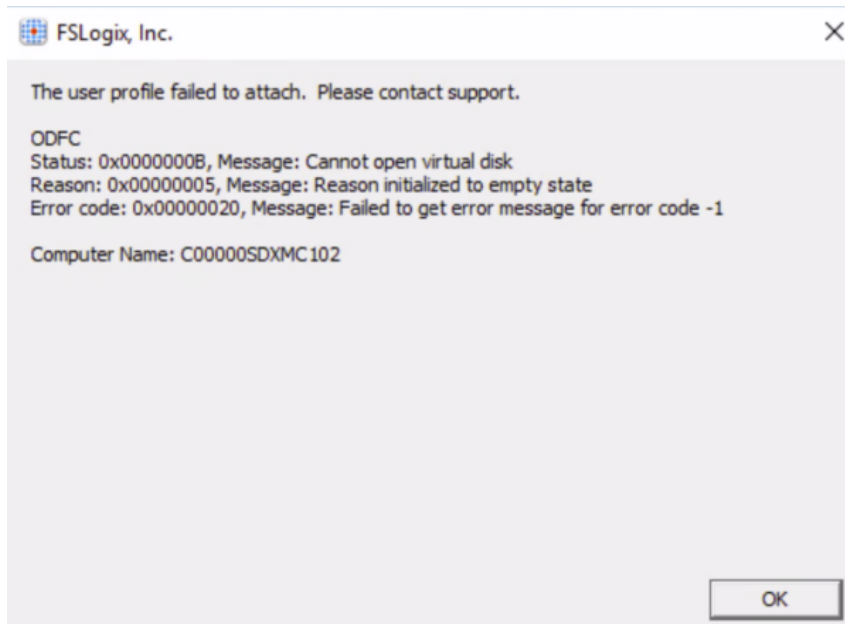 FSLogix, Inc.
The user profile failed to attach.  Please contact support.
ODFC
Status: 0x0000000B, Message: Cannot open virtual disk
Reason: 0x00000005, Message: Reason initialized to empty state
Error code: 0x00000020, Message: Failed to get error message for error code -1
Computer Name: C00000SDXMC102
OK